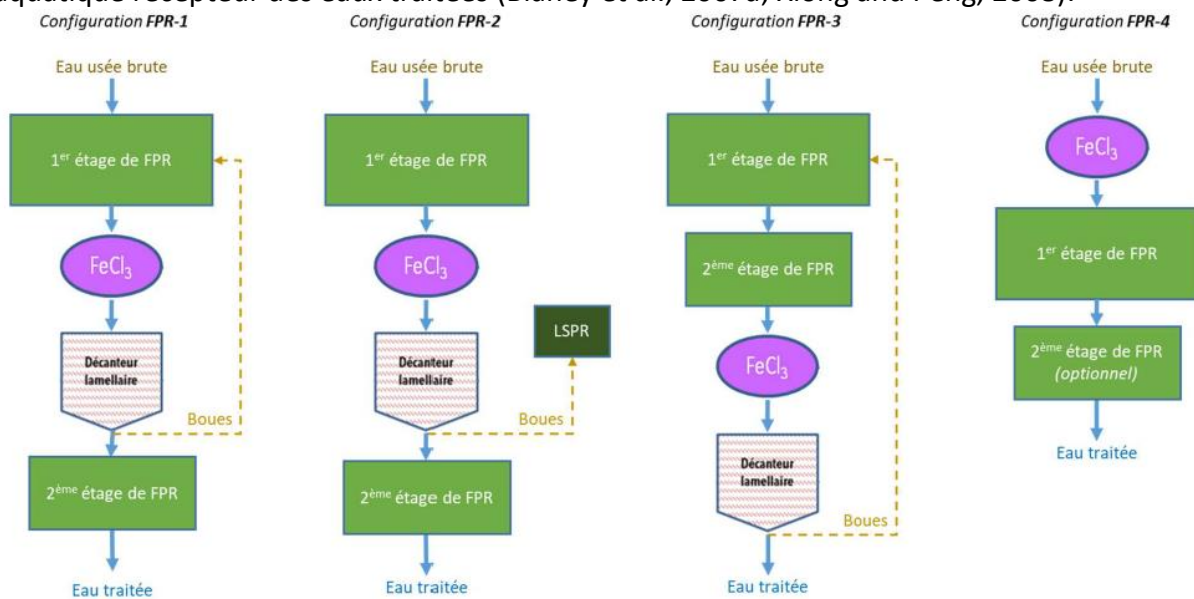 aquatique récepteur des eaux traitées (Blaney et al., 2007a; Xiong and Peng, 2008).
Configuration FPR-1
Eau usée brute
1er étage de FPR
FeCl3
Décanteur
lamellaire
Boues
2ème étage de FPR
Eau traitée
Configuration FPR-2
Eau usée brute
1er étage de FPR
FeCl3
Décanteur
lamellaire
Boues
LSPR
2ème étage de FPR
Eau traitée
Configuration FPR-3
Eau usée brute
1er étage de FPR
2ème étage de FPR
FeCl3
Décanteur
lamellaire
Boues
Eau traitée
Configuration FPR-4
Eau usée brute
FeCl3
1er étage de FPR
2ème étage de FPR
(optionnel)
Eau traitée